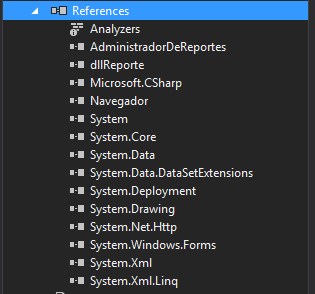 References
Analyzers
AdministradorDeReportes
dllReporte
Microsoft.CSharp
Navegador
System
System.Core
System.Data
System.Data.DataSetExtensions
System.Deployment
System.Drawing
System.Net.Http
System.Windows.Forms
System.Xml
System.Xml.Linq